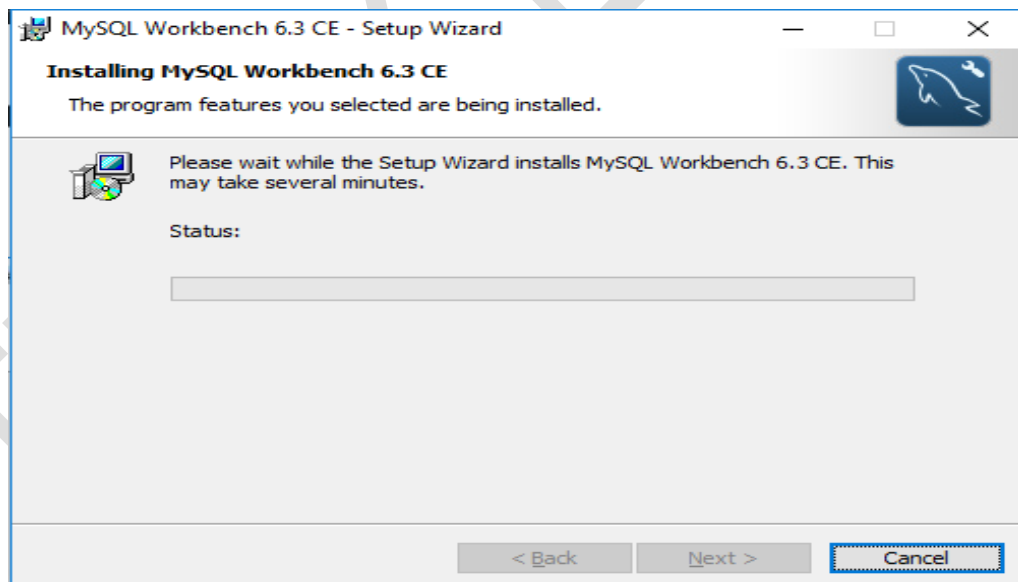 MySQL Workbench 6.3 CE - Setup Wizard
Installing MySQL Workbench 6.3 CE
The program features you selected are being installed.
Please wait while the Setup Wizard installs MySQL Workbench 6.3 CE. This
may take several minutes.
Status:
< Back Next > Cancel